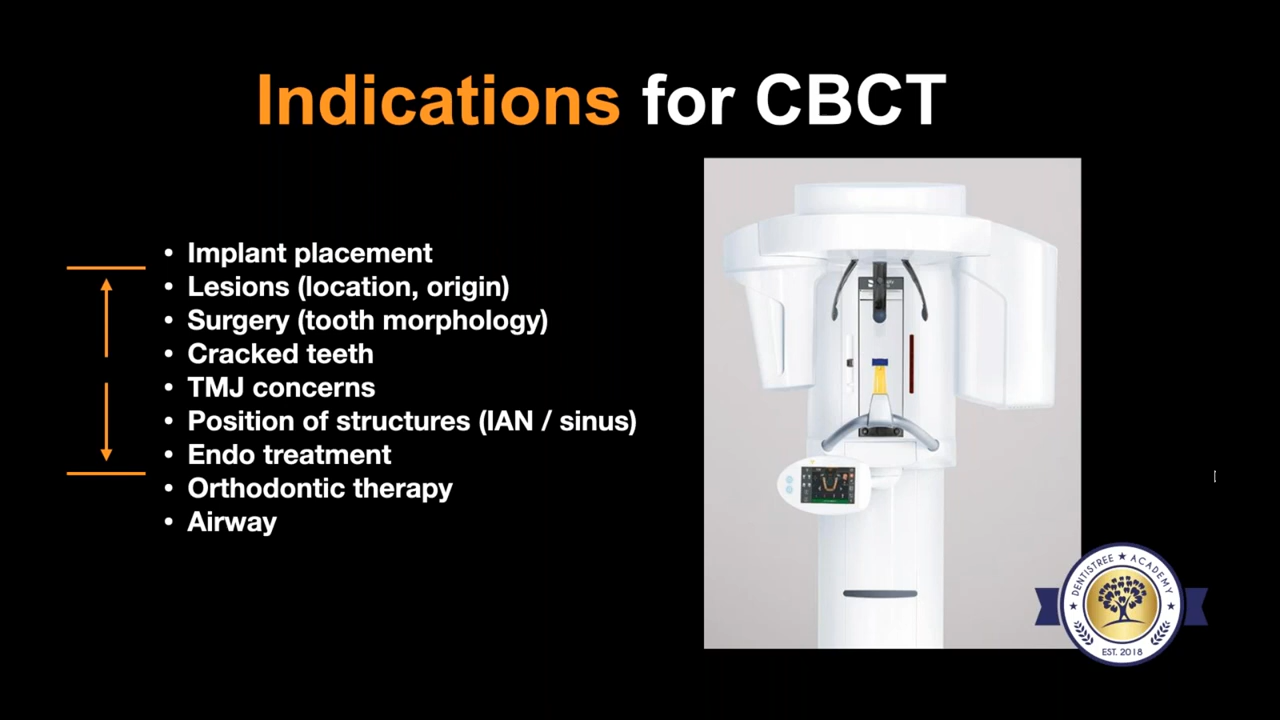 Indications for CBCT
• Implant placement
• Lesions (location, origin)
• Surgery (tooth morphology)
• Cracked teeth
• TMJ concerns
• Position of structures (IAN / sinus)
• Endo treatment
• Orthodontic therapy
• Airway
DENTISTREE ★ ACADEMY
EST. 2018